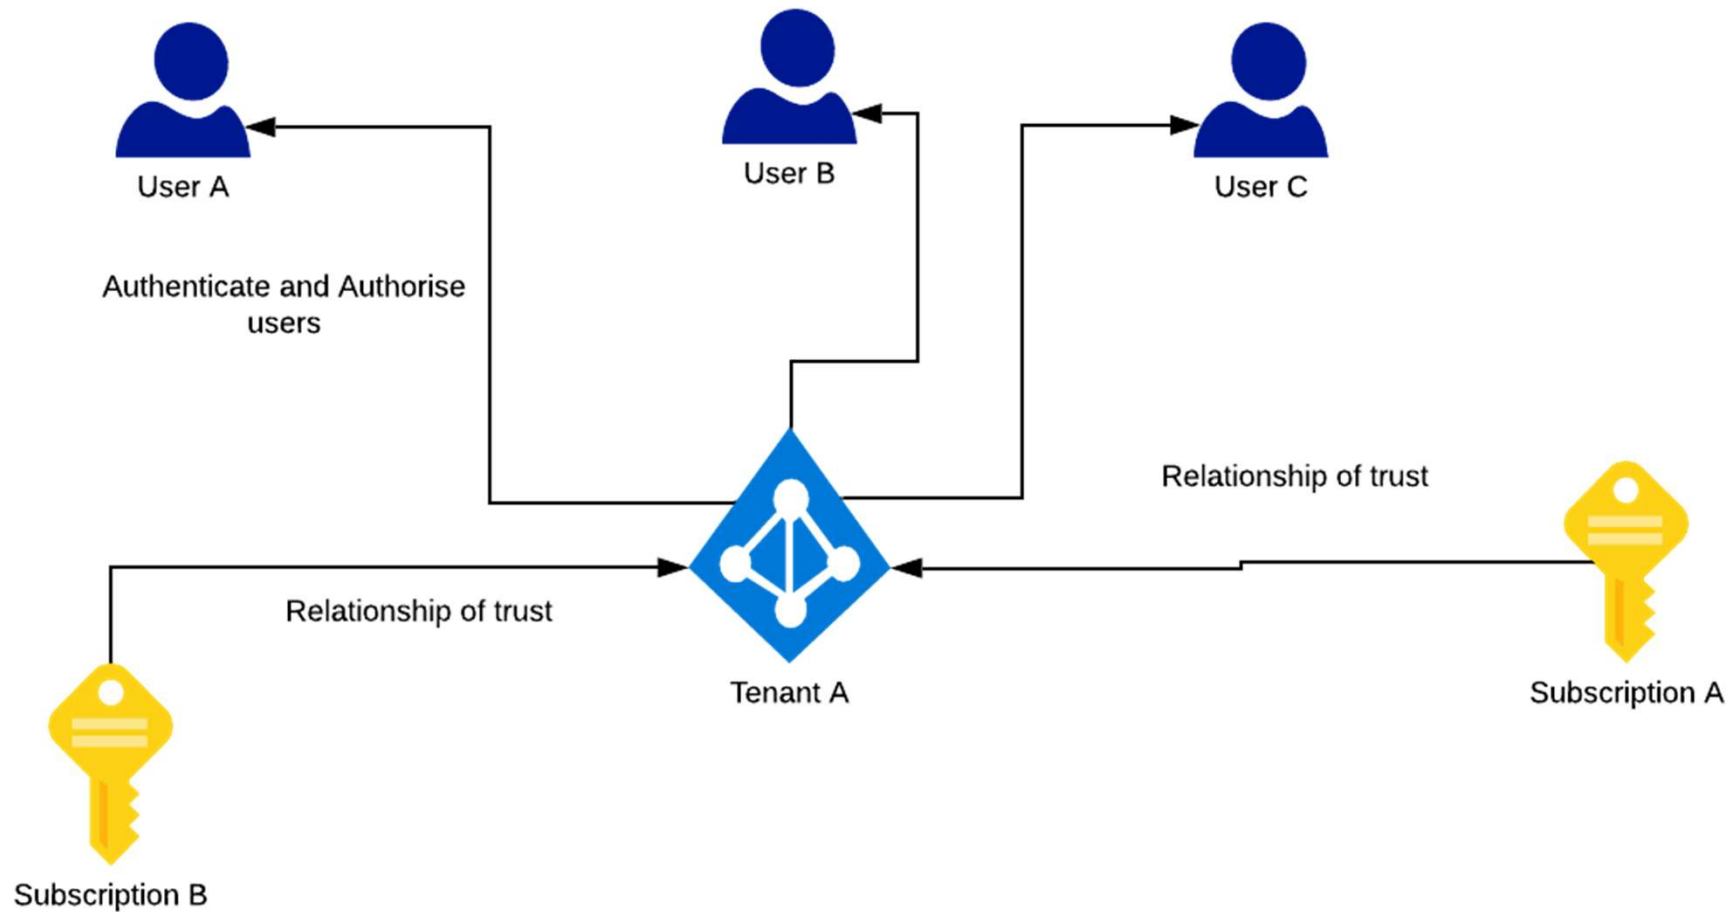 User A
User B
User C
Authenticate and Authorise
users
Relationship of trust
Relationship of trust
Tenant A
Subscription A
Subscription B